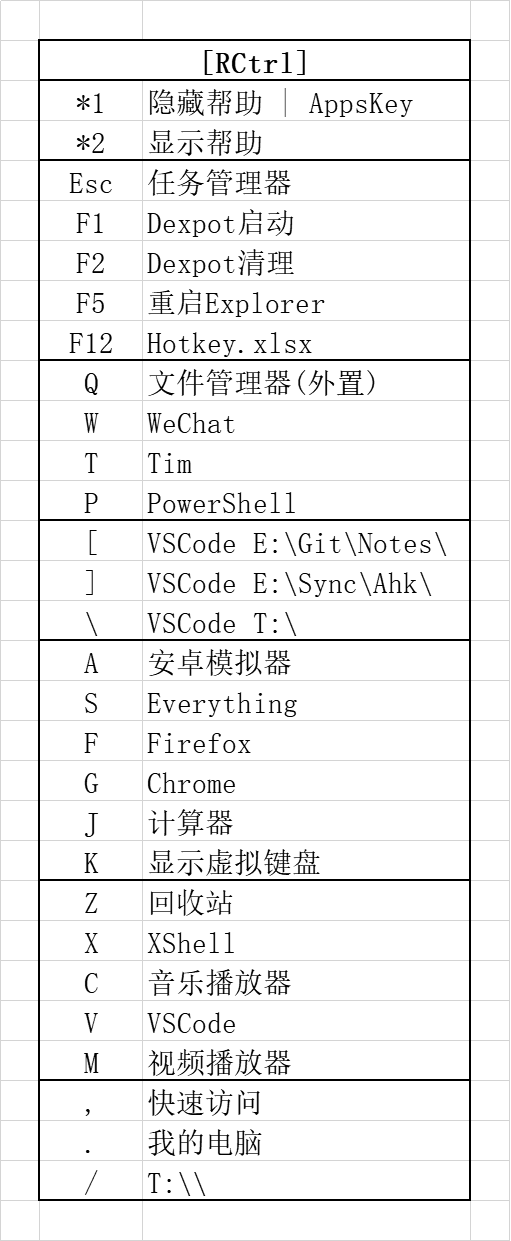 [RCtrl]
*1 隐藏帮助 | AppsKey
*2 显示帮助
Esc 任务管理器
F1 Dexpot启动
F2 Dexpot清理
F5 重启Explorer
F12 Hotkey.xlsx
Q 文件管理器(外置)
W WeChat
T Tim
P PowerShell
[ VSCode E:\Git\Notes\
] VSCode E:\Sync\Ahk\
\ VSCode T:\
A 安卓模拟器
S Everything
F Firefox
G Chrome
J 计算器
K 显示虚拟键盘
Z 回收站
X XShell
C 音乐播放器
V VSCode
M 视频播放器
, 快速访问
. 我的电脑
/ T:\\